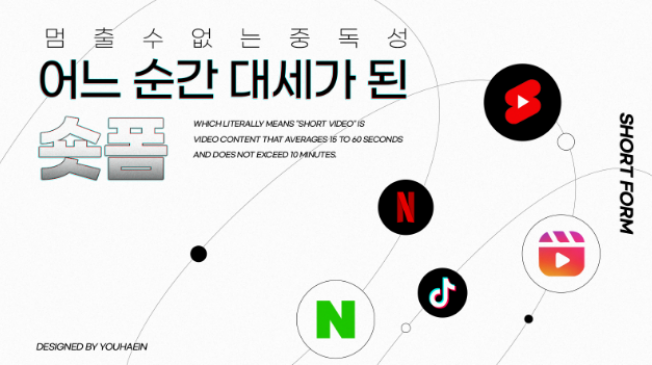 멈출수없는중독성
어느 순간 대세가 된
숏폼
WHICH LITERALLY MEANS "SHORT VIDEO" IS
VIDEO CONTENT THAT AVERAGES 15 TO 60 SECONDS
AND DOES NOT EXCEED 10 MINUTES.
SHORT FORM
N
N
DESIGNED BY YOUHAEIN